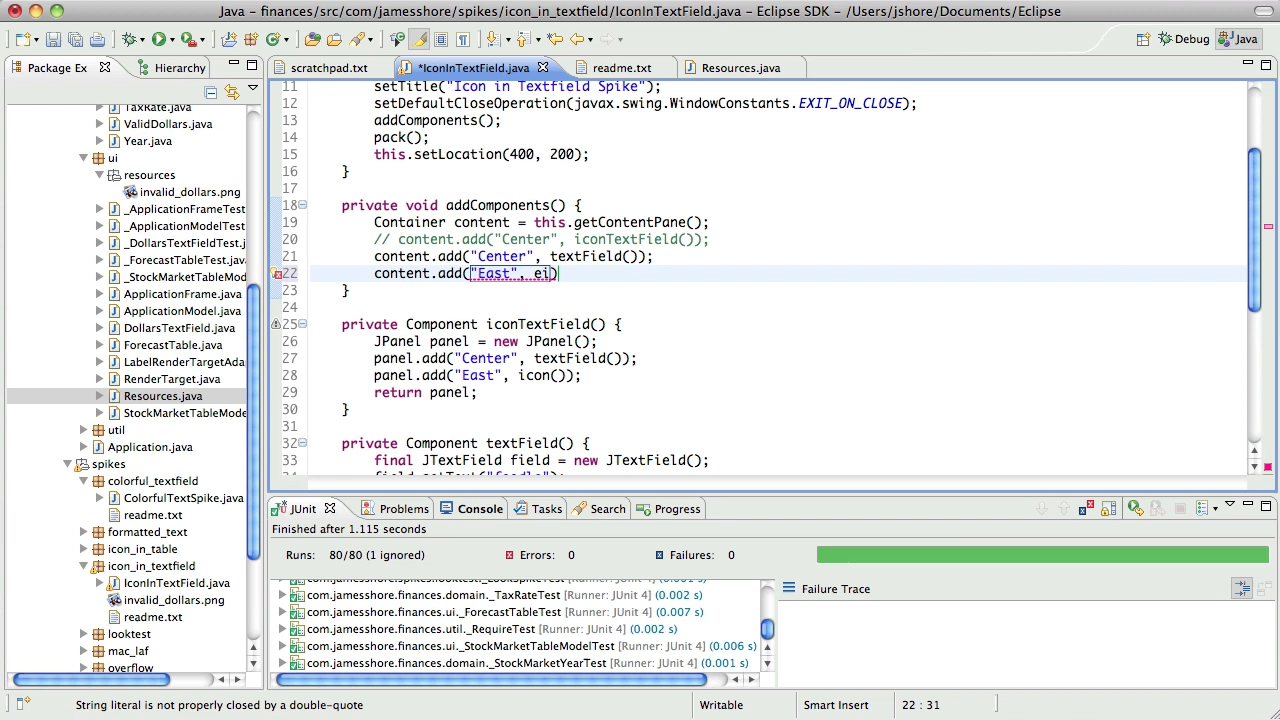 Java - finances/src/com/jamesshore/spikes/icon_in_textfield/IconInTextField.java - Eclipse SDK - /Users/jshore/Documents/Eclipse
Debug Java
Package Ex Hierarchy
scratchpad.txt *IconInTextField.java readme.txt Resources.java
TaxRate.java
ValidDollars.java
Year.java
ui
resources
invalid_dollars.png
_ApplicationFrameTest
_ApplicationModelTest
_DollarsTextFieldTest.j
_ForecastTableTest.jav
_StockMarketTableMod
ApplicationFrame.java
ApplicationModel.java
DollarsTextField.java
ForecastTable.java
LabelRenderTargetAda
RenderTarget.java
Resources.java
StockMarketTableMode
util
Application.java
spikes
colorful_textfield
ColorfulTextSpike.java
readme.txt
formatted_text
icon_in_table
icon_in_textfield
IconInTextField.java
invalid_dollars.png
readme.txt
looktest
mac_laf
overflow
11 setTitle("Icon in Textfield Spike");
12 setDefaultCloseOperation(javax.swing.WindowConstants.EXIT_ON_CLOSE);
13 addComponents();
14 pack();
15 this.setLocation(400, 200);
16 }
17
18 private void addComponents() {
19 Container content = this.getContentPane();
20 // content.add("Center", iconTextField());
21 content.add("Center", textField());
22 content.add("East", ei)
23 }
24
25 private Component iconTextField() {
26 JPanel panel = new JPanel();
27 panel.add("Center", textField());
28 panel.add("East", icon());
29 return panel;
30 }
31
32 private Component textField() {
33 final JTextField field = new JTextField();
JUnit Problems Console Tasks Search Progress
Finished after 1.115 seconds
Runs: 80/80 (1 ignored) Errors: 0 Failures: 0
com.jamesshore.finances.domain._TaxRateTest [Runner: JUnit 4] (0.002 s)
com.jamesshore.finances.ui._ForecastTableTest [Runner: JUnit 4] (0.007 s)
com.jamesshore.finances.util._RequireTest [Runner: JUnit 4] (0.002 s)
com.jamesshore.finances.ui._StockMarketTableModelTest [Runner: JUnit 4] (0.006 s)
com.jamesshore.finances.domain._StockMarketYearTest [Runner: JUnit 4] (0.001 s)
Failure Trace
String literal is not properly closed by a double-quote Writable Smart Insert 22 : 31